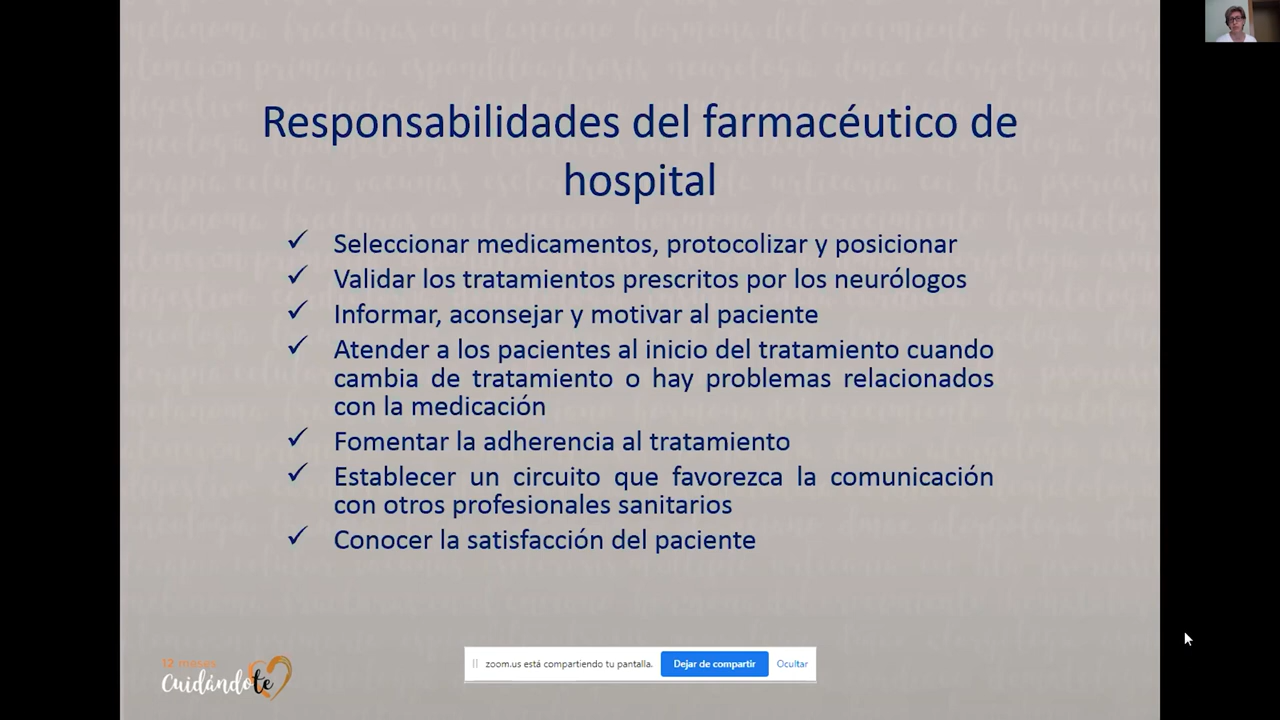 Responsabilidades del farmacéutico de
hospital
✓ Seleccionar medicamentos, protocolizar y posicionar
✓ Validar los tratamientos prescritos por los neurólogos
✓ Informar, aconsejar y motivar al paciente
✓ Atender a los pacientes al inicio del tratamiento cuando
cambia de tratamiento o hay problemas relacionados
con la medicación
✓ Fomentar la adherencia al tratamiento
✓ Establecer un circuito que favorezca la comunicación
con otros profesionales sanitarios
✓ Conocer la satisfacción del paciente
12 meses
Cuidándote
zoom.us está compartiendo tu pantalla.
Dejar de compartir
Ocultar